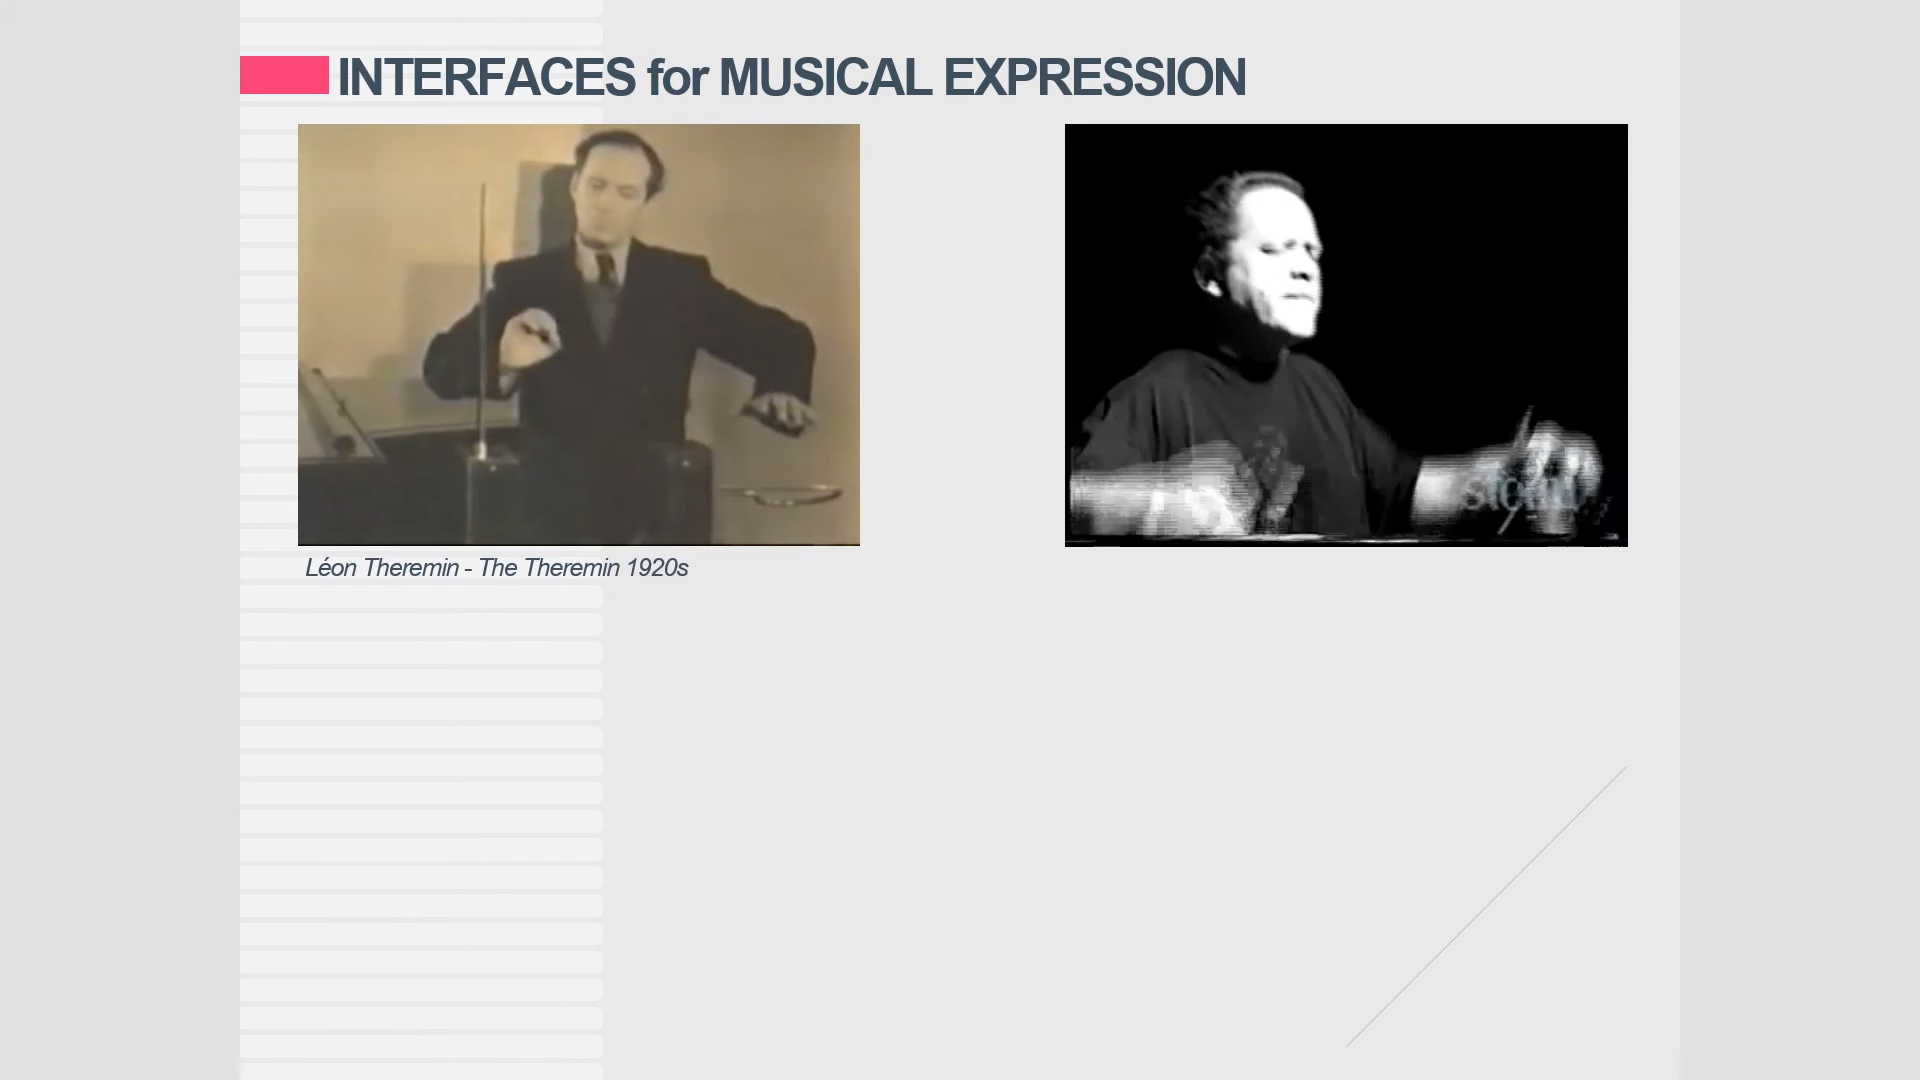 INTERFACES for MUSICAL EXPRESSION
Léon Theremin - The Theremin 1920s